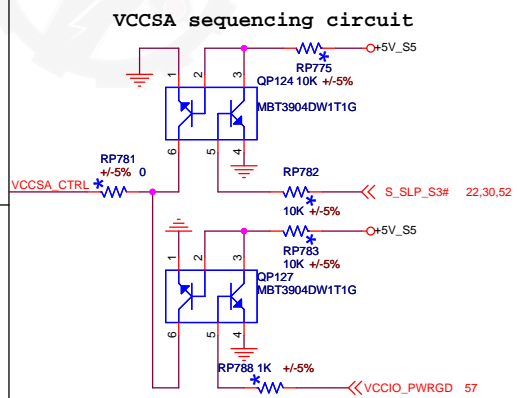 VCCSA sequencing circuit
+5V_S5
RP775
10K +/-5%
1
2
3
QP124
MBT3904DW1T1G
6
5
4
RP781
+/-5% 0
VCCSA_CTRL
RP782
10K +/-5%
S_SLP_S3# 22,30,52
+5V_S5
RP783
10K +/-5%
1
2
3
QP127
MBT3904DW1T1G
6
5
4
RP788 1K +/-5%
VCCIO_PWRGD 57